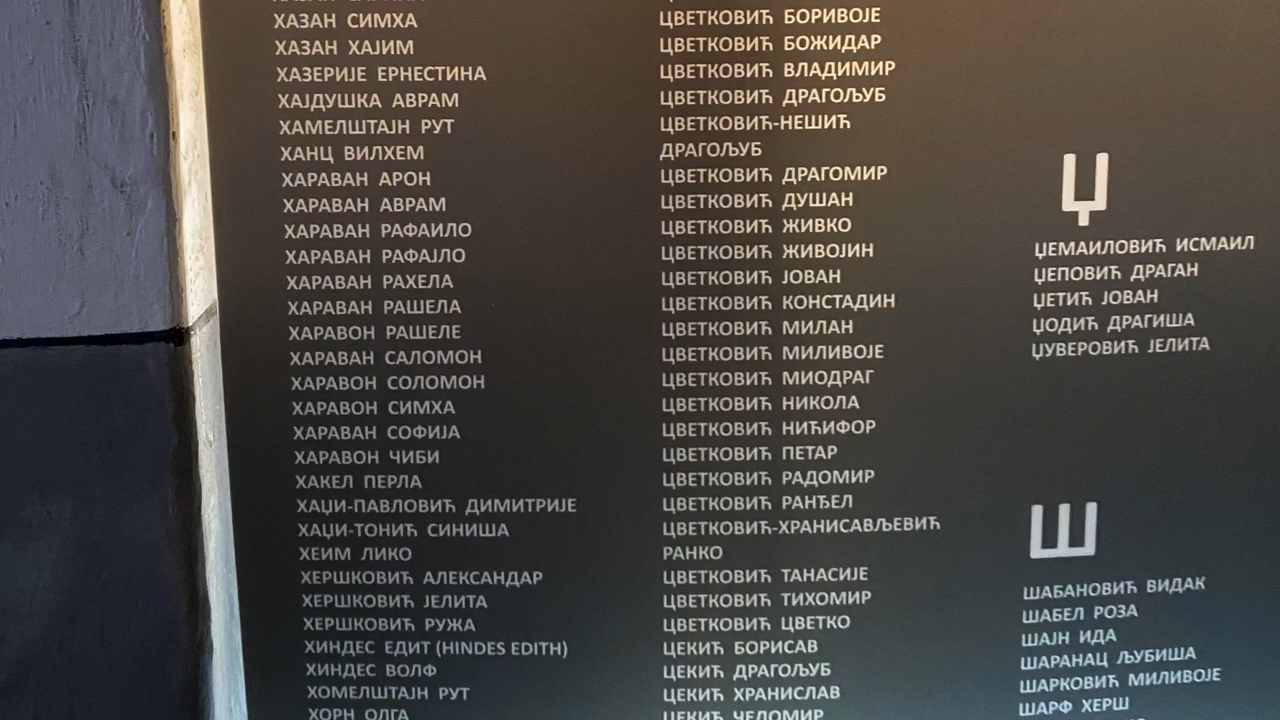 ХАЗАН СИМХА
ХАЗАН ХАЈИМ
ХАЗЕРИЈЕ ЕРНЕСТИНА
ХАЈДУШКА АВРАМ
ХАМЕЛШТАЈН РУТ
ХАНЦ ВИЛХЕМ
ХАРАВАН АРОН
ХАРАВАН АВРАМ
ХАРАВАН РАФАИЛО
ХАРАВАН РАФАЈЛО
ХАРАВАН РАХЕЛА
ХАРАВАН РАШЕЛА
ХАРАВОН РАШЕЛЕ
ХАРАВАН САЛОМОН
ХАРАВОН СОЛОМОН
ХАРАВОН СИМХА
ХАРАВАН СОФИЈА
ХАРАВОН ЧИБИ
ХАКЕЛ ПЕРЛА
ХАЏИ-ПАВЛОВИЋ ДИМИТРИЈЕ
ХАЏИ-ТОНИЋ СИНИША
ХЕИМ ЛИКО
ХЕРШКОВИЋ АЛЕКСАНДАР
ХЕРШКОВИЋ ЈЕЛИТА
ХЕРШКОВИЋ РУЖА
ХИНДЕС ЕДИТ (HINDES EDITH)
ХИНДЕС ВОЛФ
ХОМЕЛШТАЈН РУТ
ХОРН ОЛГА
ЦВЕТКОВИЋ БОРИВОЈЕ
ЦВЕТКОВИЋ БОЖИДАР
ЦВЕТКОВИЋ ВЛАДИМИР
ЦВЕТКОВИЋ ДРАГОЉУБ
ЦВЕТКОВИЋ-НЕШИЋ
ДРАГОЉУБ
ЦВЕТКОВИЋ ДРАГОМИР
ЦВЕТКОВИЋ ДУШАН
ЦВЕТКОВИЋ ЖИВКО
ЦВЕТКОВИЋ ЖИВОЈИН
ЦВЕТКОВИЋ ЈОВАН
ЦВЕТКОВИЋ КОНСТАДИН
ЦВЕТКОВИЋ МИЛАН
ЦВЕТКОВИЋ МИЛИВОЈЕ
ЦВЕТКОВИЋ МИОДРАГ
ЦВЕТКОВИЋ НИКОЛА
ЦВЕТКОВИЋ НИЋИФОР
ЦВЕТКОВИЋ ПЕТАР
ЦВЕТКОВИЋ РАДОМИР
ЦВЕТКОВИЋ РАНЂЕЛ
ЦВЕТКОВИЋ-ХРАНИСАВЉЕВИЋ
РАНКО
ЦВЕТКОВИЋ ТАНАСИЈЕ
ЦВЕТКОВИЋ ТИХОМИР
ЦВЕТКОВИЋ ЦВЕТКО
ЦЕКИЋ БОРИСАВ
ЦЕКИЋ ДРАГОЉУБ
ЦЕКИЋ ХРАНИСЛАВ
ЦЕКИЋ ЧЕДОМИР
Џ
ЏЕМАИЛОВИЋ ИСМАИЛ
ЏЕПОВИЋ ДРАГАН
ЏЕТИЋ ЈОВАН
ЏОДИЋ ДРАГИША
ЏУВЕРОВИЋ ЈЕЛИТА
Ш
ШАБАНОВИЋ ВИДАК
ШАБЕЛ РОЗА
ШАЈН ИДА
ШАРАНАЦ ЉУБИША
ШАРКОВИЋ МИЛИВОЈЕ
ШАРФ ХЕРШ